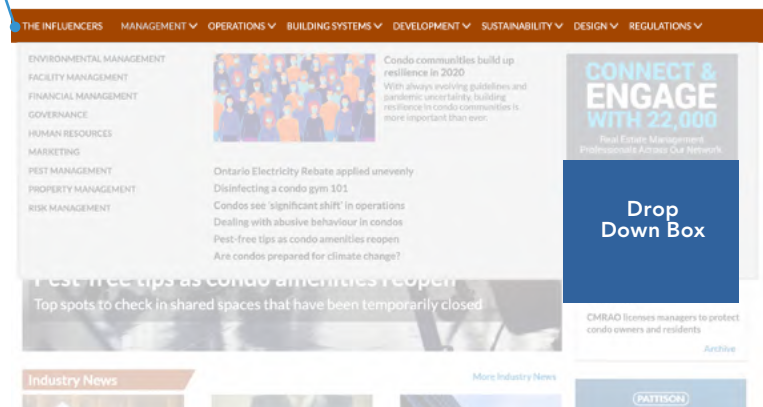 THE INFLUENCERS MANAGEMENT OPERATIONS BUILDING SYSTEMS DEVELOPMENT SUSTAINABILITY DESIGN REGULATIONS
ENVIRONMENTAL MANAGEMENT
FACILITY MANAGEMENT
FINANCIAL MANAGEMENT
GOVERNANCE
HUMAN RESOURCES
MARKETING
PEST MANAGEMENT
PROPERTY MANAGEMENT
RISK MANAGEMENT
Condo communities build up
resilience in 2020
With always evolving guidelines and
pandemic uncertainty, building
resilience in condo communities is
more important than ever.
Ontario Electricity Rebate applied unevenly
Disinfecting a condo gym 101
Condos see 'significant shift' in operations
Dealing with abusive behaviour in condos
Pest-free tips as condo amenities reopen
Are condos prepared for climate change?
CONNECT &
ENGAGE
WITH 22,000
Real Estate Management
Professionals Across Our Network
Drop
Down Box
Pest-free tips as condo amenities reopen
Top spots to check in shared spaces that have been temporarily closed
CMRAO licenses managers to protect
condo owners and residents
Archive
Industry News
More Industry News
PATTISON